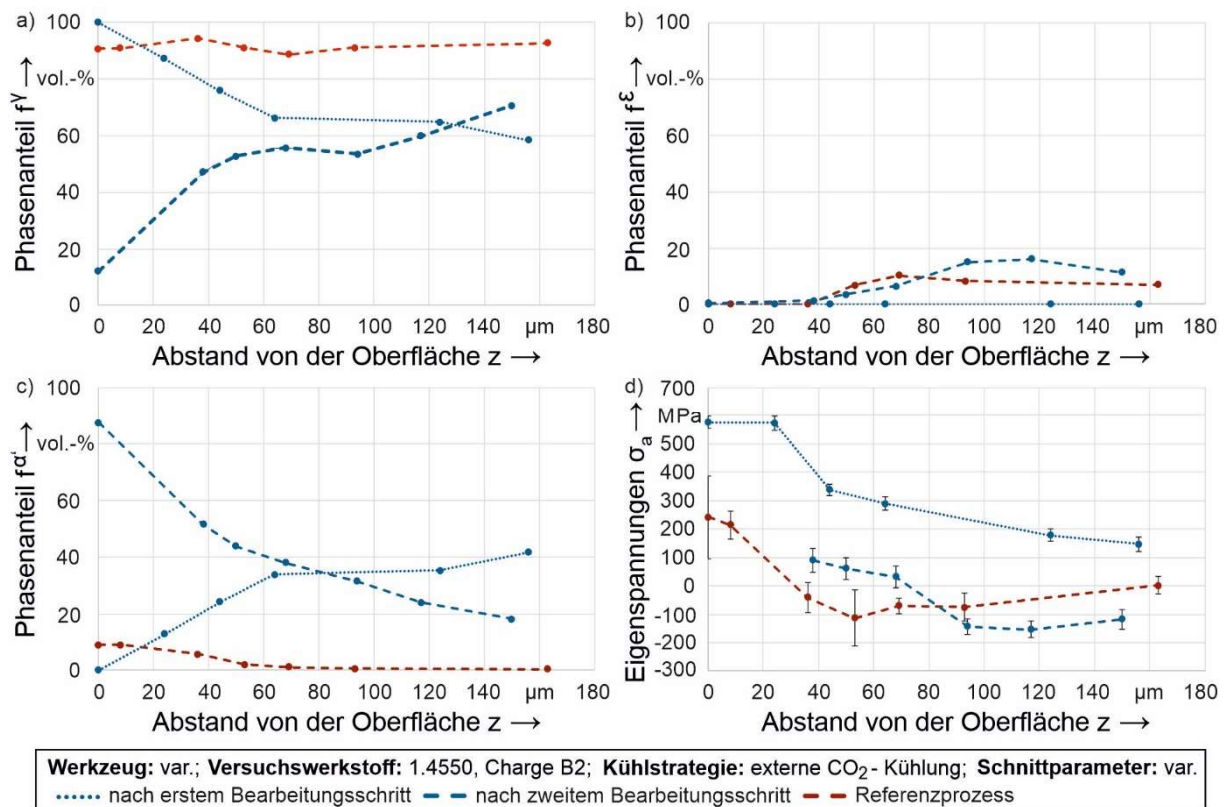 a)
Phasenanteil fᵞ →
vol.-%
100
80
60
40
20
0
0 20 40 60 80 100 120 140 µm 180
Abstand von der Oberfläche z →
b)
Phasenanteil fᵋ →
vol.-%
100
80
60
40
20
0
0 20 40 60 80 100 120 140 µm 180
Abstand von der Oberfläche z →
c)
Phasenanteil f^α‘ →
vol.-%
100
80
60
40
20
0
0 20 40 60 80 100 120 140 µm 180
Abstand von der Oberfläche z →
d)
Eigenspannungen σₐ →
700
MPa
500
400
300
200
100
0
-100
-200
-300
0 20 40 60 80 100 120 140 µm 180
Abstand von der Oberfläche z →
Werkzeug: var.; Versuchswerkstoff: 1.4550, Charge B2; Kühlstrategie: externe CO₂- Kühlung; Schnittparameter: var.
nach erstem Bearbeitungsschritt nach zweitem Bearbeitungsschritt Referenzprozess